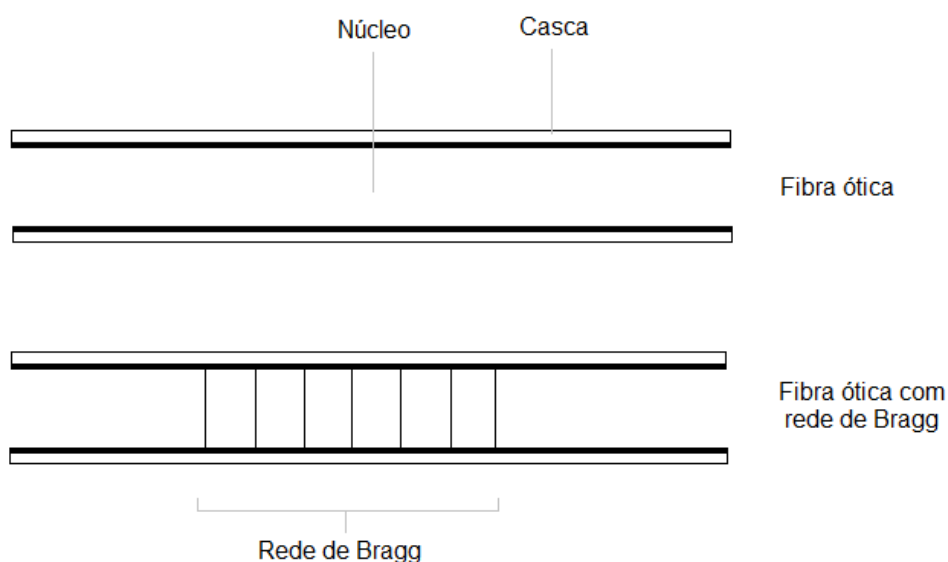 Núcleo
Casca
Fibra ótica
Fibra ótica com
rede de Bragg
Rede de Bragg